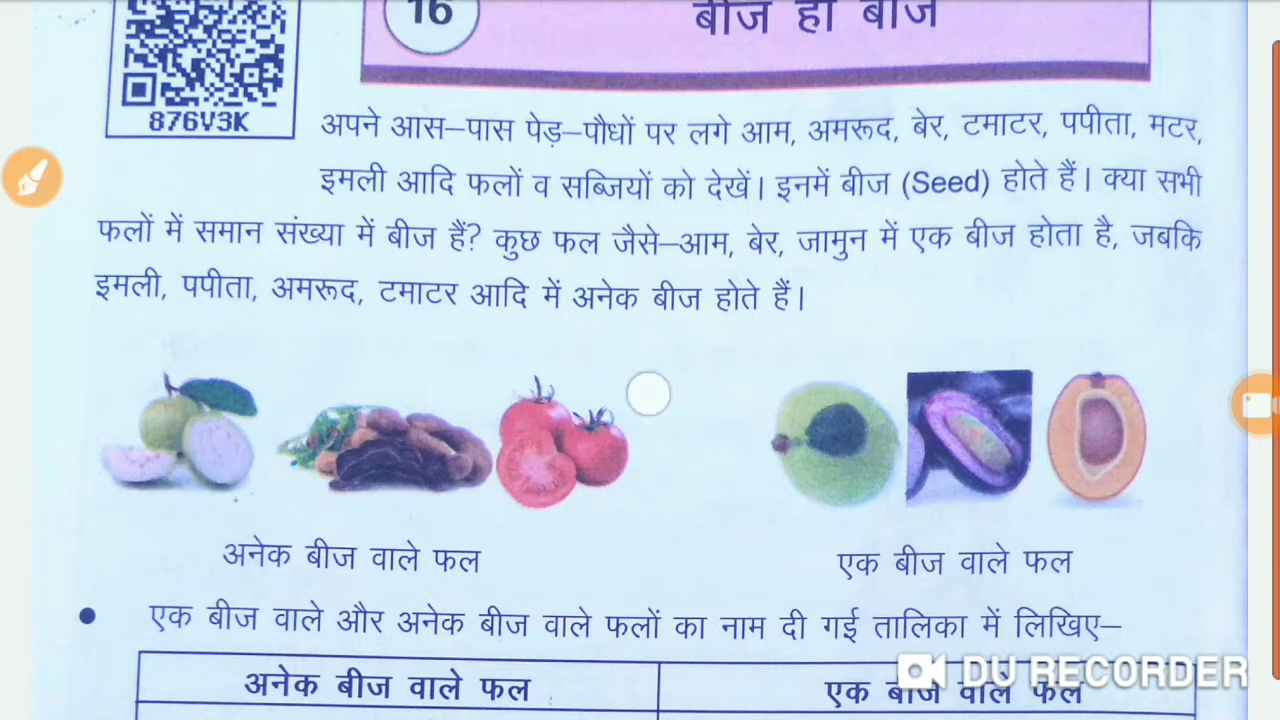 16
बीज ही बीज
876V3K
अपने आस–पास पेड़–पौधों पर लगे आम, अमरूद, बेर, टमाटर, पपीता, मटर,
इमली आदि फलों व सब्जियों को देखें। इनमें बीज (Seed) होते हैं। क्या सभी
फलों में समान संख्या में बीज हैं? कुछ फल जैसे–आम, बेर, जामुन में एक बीज होता है, जबकि
इमली, पपीता, अमरूद, टमाटर आदि में अनेक बीज होते हैं।
अनेक बीज वाले फल
एक बीज वाले फल
• एक बीज वाले और अनेक बीज वाले फलों का नाम दी गई तालिका में लिखिए–
अनेक बीज वाले फल
एक बीज वाले फल
DU RECORDER